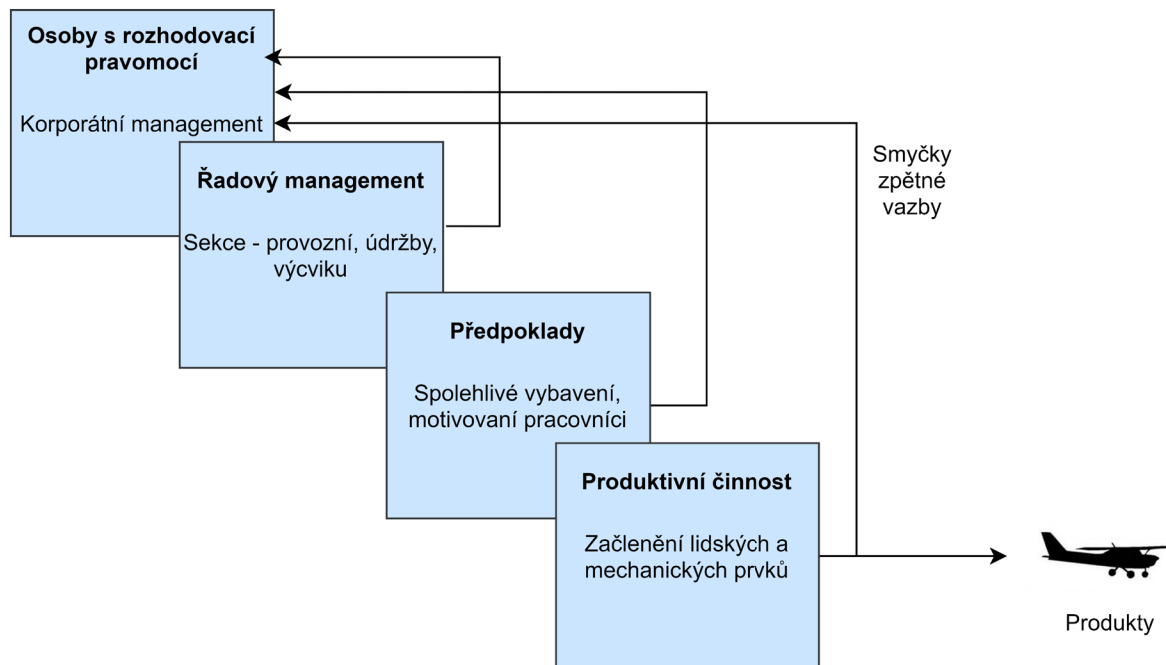 Osoby s rozhodovací
pravomocí
Korporátní management
Řadový management
Sekce - provozní, údržby,
výcviku
Předpoklady
Spolehlivé vybavení,
motivovaní pracovníci
Produktivní činnost
Začlenění lidských a
mechanických prvků
Smyčky
zpětné
vazby
Produkty